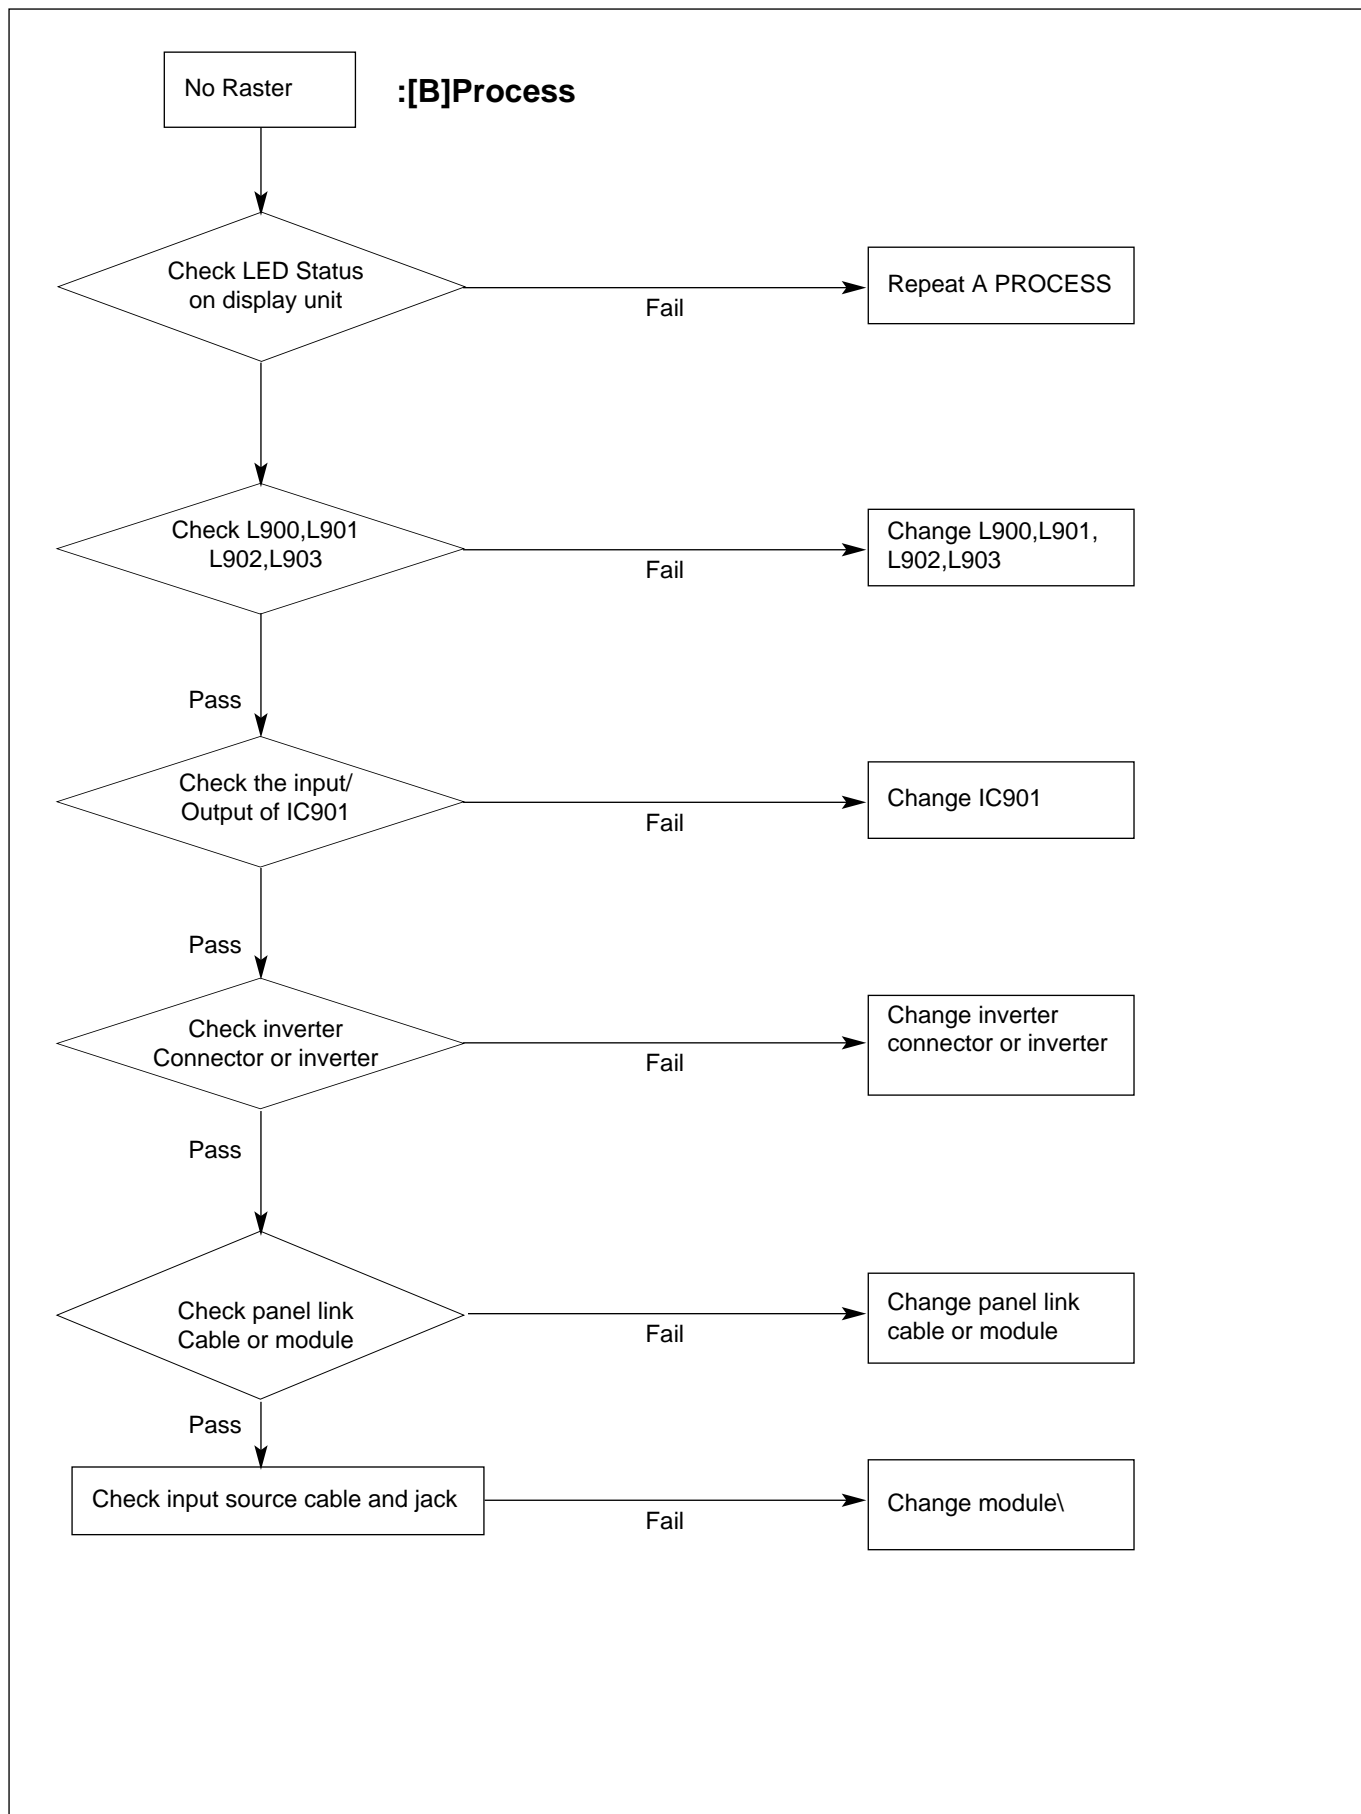 No Raster
:[B]Process
Check LED Status
on display unit
Fail
Repeat A PROCESS
Check L900,L901
L902,L903
Fail
Change L900,L901,
L902,L903
Pass
Check the input/
Output of IC901
Fail
Change IC901
Pass
Check inverter
Connector or inverter
Fail
Change inverter
connector or inverter
Pass
Check panel link
Cable or module
Fail
Change panel link
cable or module
Pass
Check input source cable and jack
Fail
Change module\